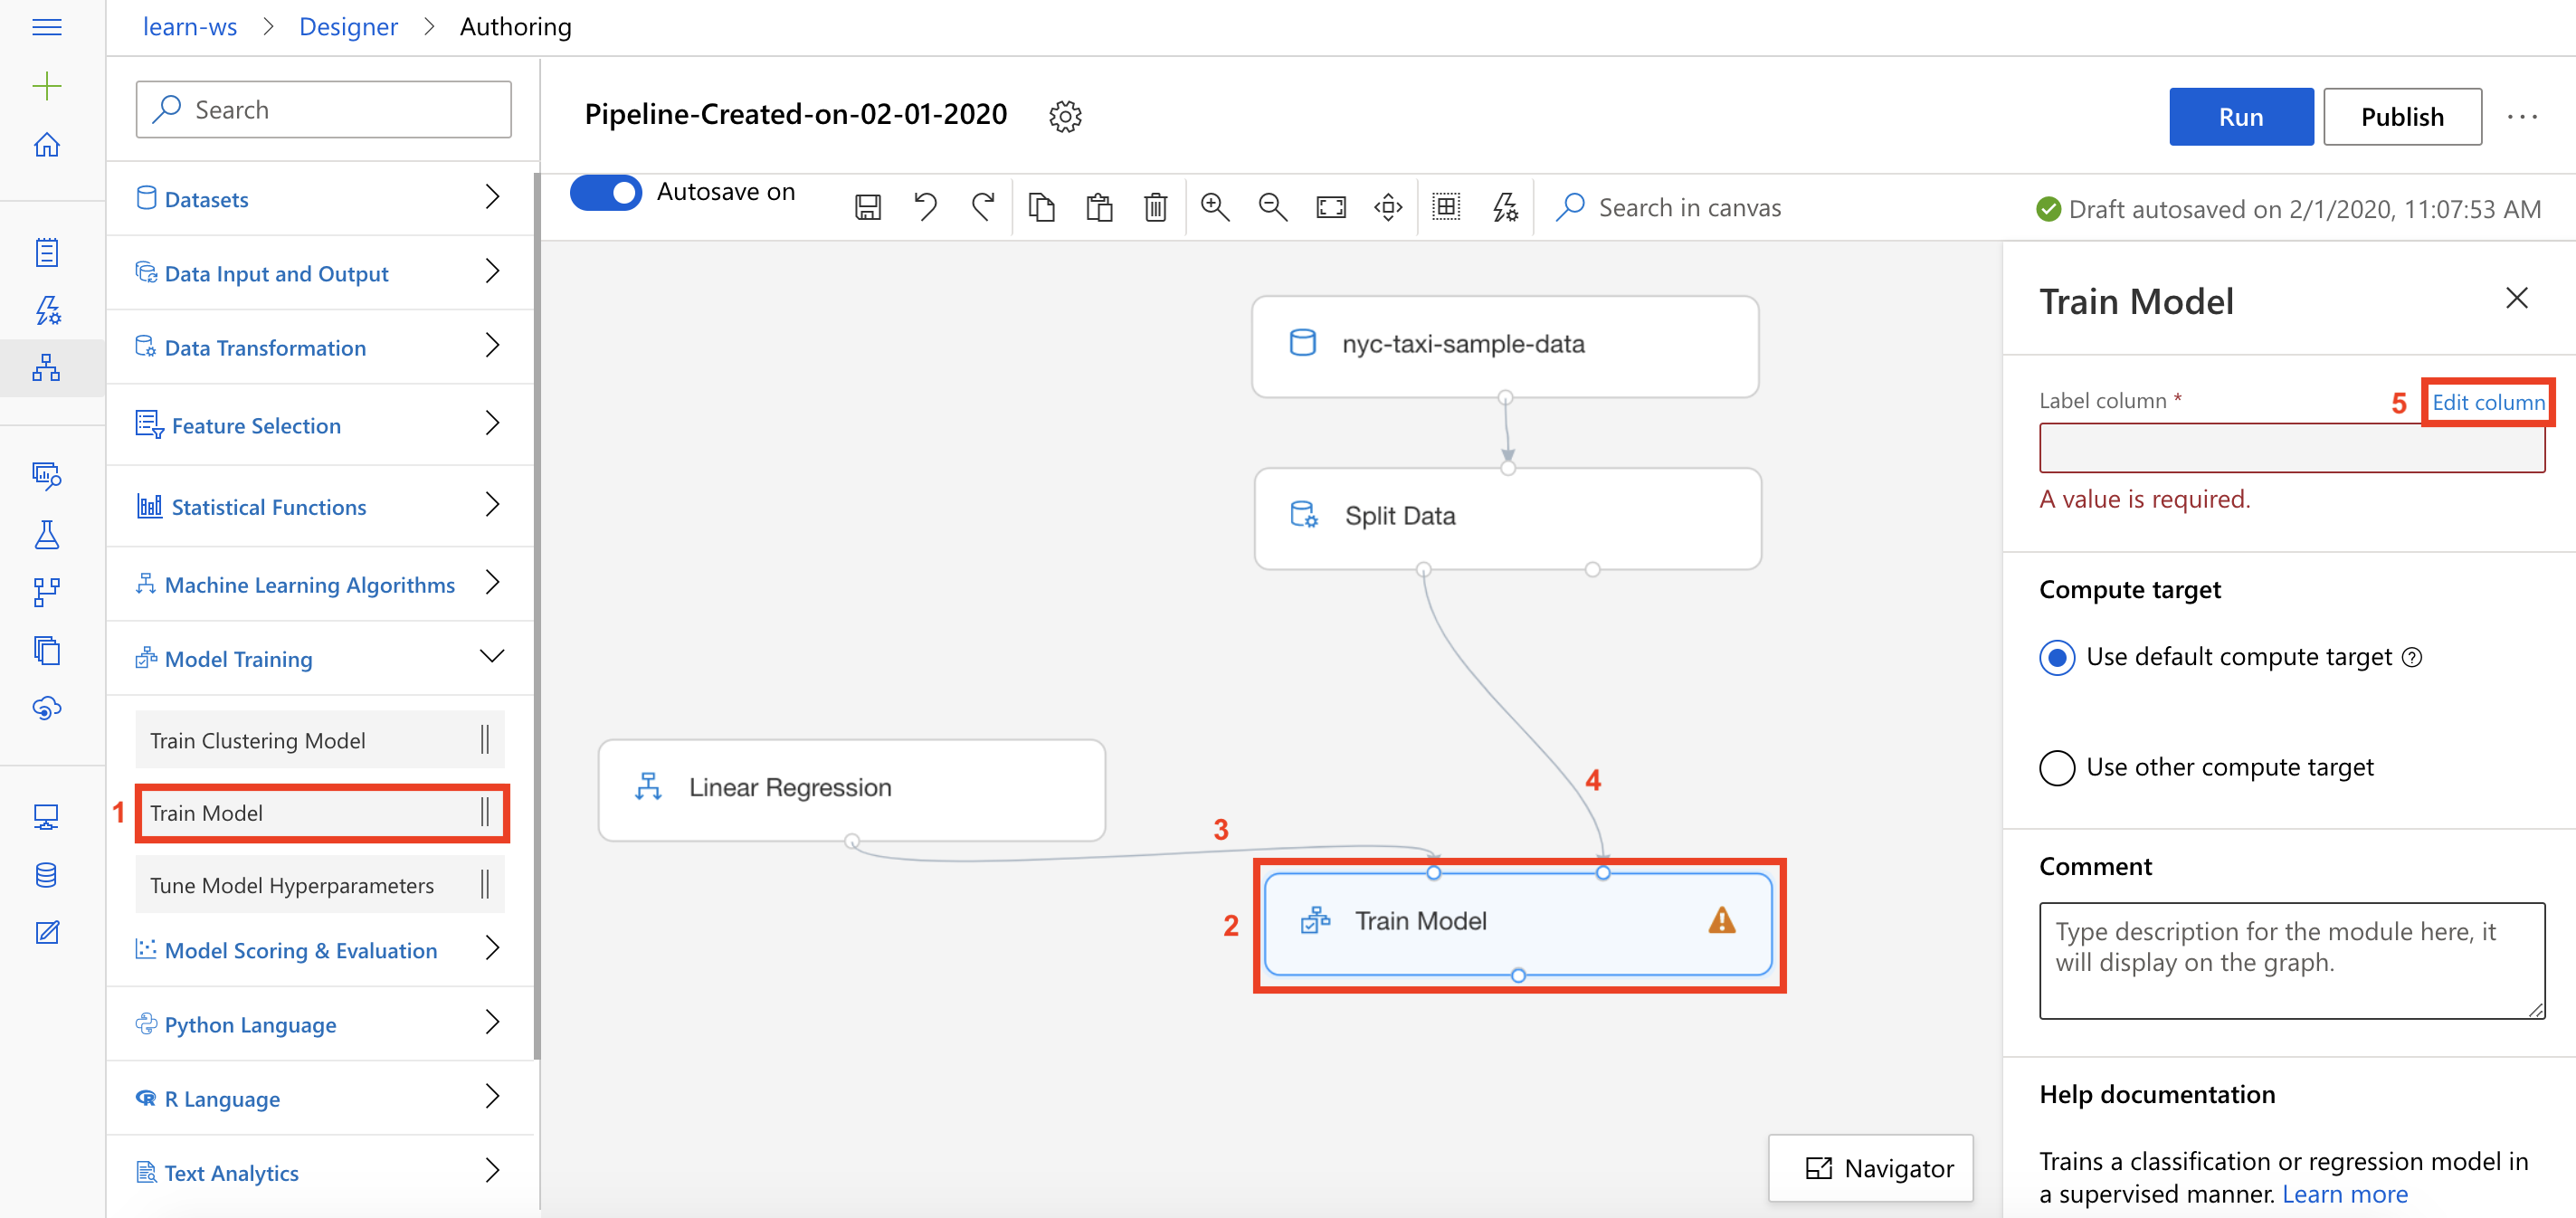 learn-ws > Designer > Authoring
Search
Pipeline-Created-on-02-01-2020
Run
Publish
...
Autosave on
Search in canvas
Draft autosaved on 2/1/2020, 11:07:53 AM
Datasets
Data Input and Output
Data Transformation
Feature Selection
Statistical Functions
Machine Learning Algorithms
Model Training
Train Clustering Model
1 Train Model
Tune Model Hyperparameters
Model Scoring & Evaluation
Python Language
R Language
Text Analytics
nyc-taxi-sample-data
Split Data
Linear Regression
3
4
2
Train Model
Navigator
Train Model
Label column *
5 Edit column
A value is required.
Compute target
Use default compute target
Use other compute target
Comment
Type description for the module here, it
will display on the graph.
Help documentation
Trains a classification or regression model in
a supervised manner. Learn more